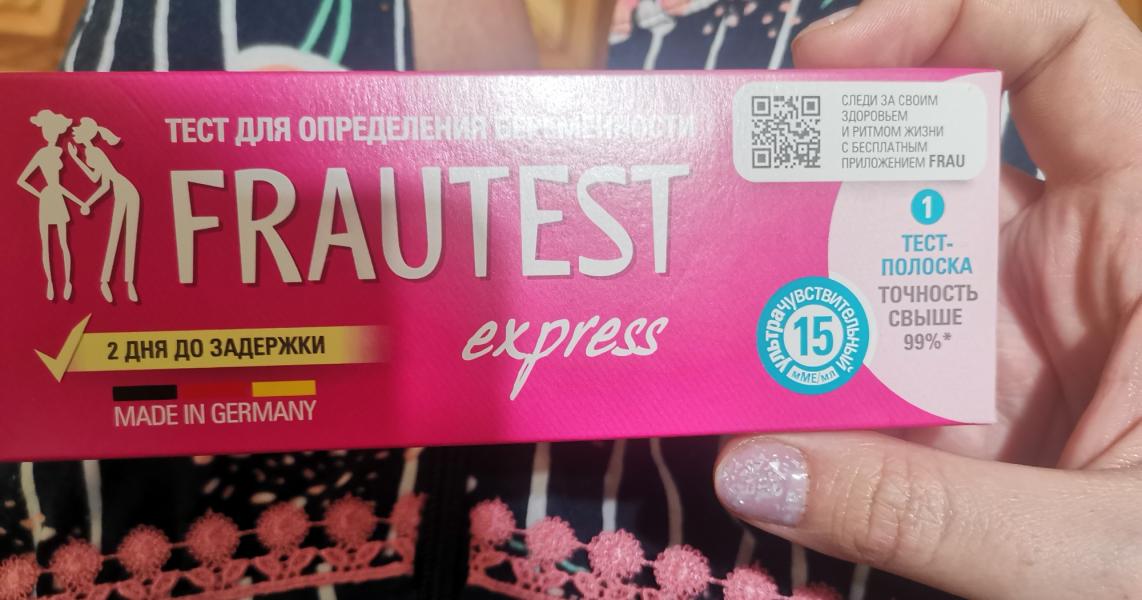 ТЕСТ ДЛЯ ОПРЕДЕЛЕНИЯ БЕРЕМЕННОСТИ
FRAUTEST
express
2 ДНЯ ДО ЗАДЕРЖКИ
MADE IN GERMANY
СЛЕДИ ЗА СВОИМ
ЗДОРОВЬЕМ
И РИТМОМ ЖИЗНИ
С БЕСПЛАТНЫМ
ПРИЛОЖЕНИЕМ FRAU
1
ТЕСТ-
ПОЛОСКА
ТОЧНОСТЬ
СВЫШЕ
99%*
ультраЧУВСТВИТЕЛЬНЫЙ
15
мМЕ/мл